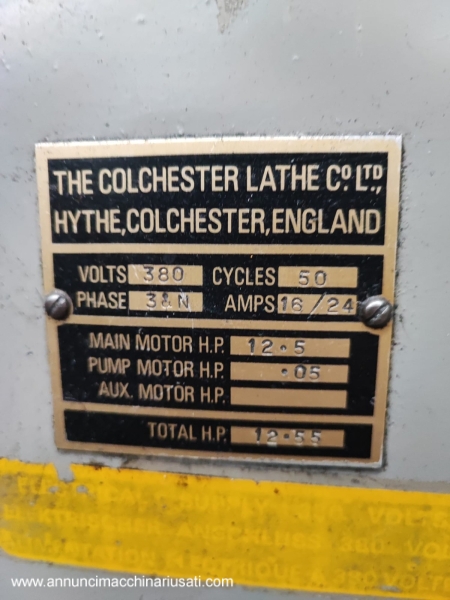 THE COLCHESTER LATHE CO. LTD.,
HYTHE, COLCHESTER, ENGLAND
VOLTS 380 CYCLES 50
PHASE 3&N AMPS 16/24
MAIN MOTOR H.P. 12.5
PUMP MOTOR H.P. .05
AUX. MOTOR H.P.
TOTAL H.P. 12.55
www.annuncimacchinariusati.com